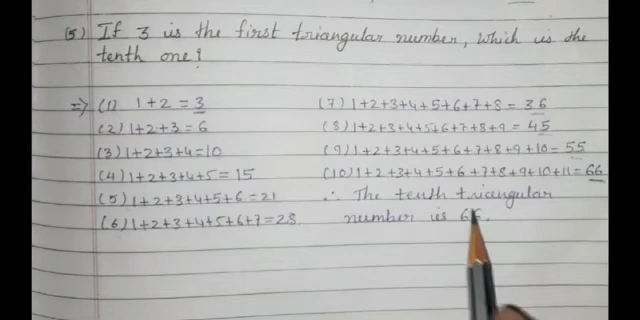 (5) If 3 is the first triangular number, which is the
tenth one?
=> (1) 1+2 = 3
(2) 1+2+3=6
(3) 1+2+3+4=10
(4) 1+2+3+4+5=15
(5) 1+2+3+4+5+6=21
(6) 1+2+3+4+5+6+7=28
(7) 1+2+3+4+5+6+7+8=36
(8) 1+2+3+4+5+6+7+8+9=45
(9) 1+2+3+4+5+6+7+8+9+10=55
(10) 1+2+3+4+5+6+7+8+9+10+11=66
∴ The tenth triangular
number is 66.